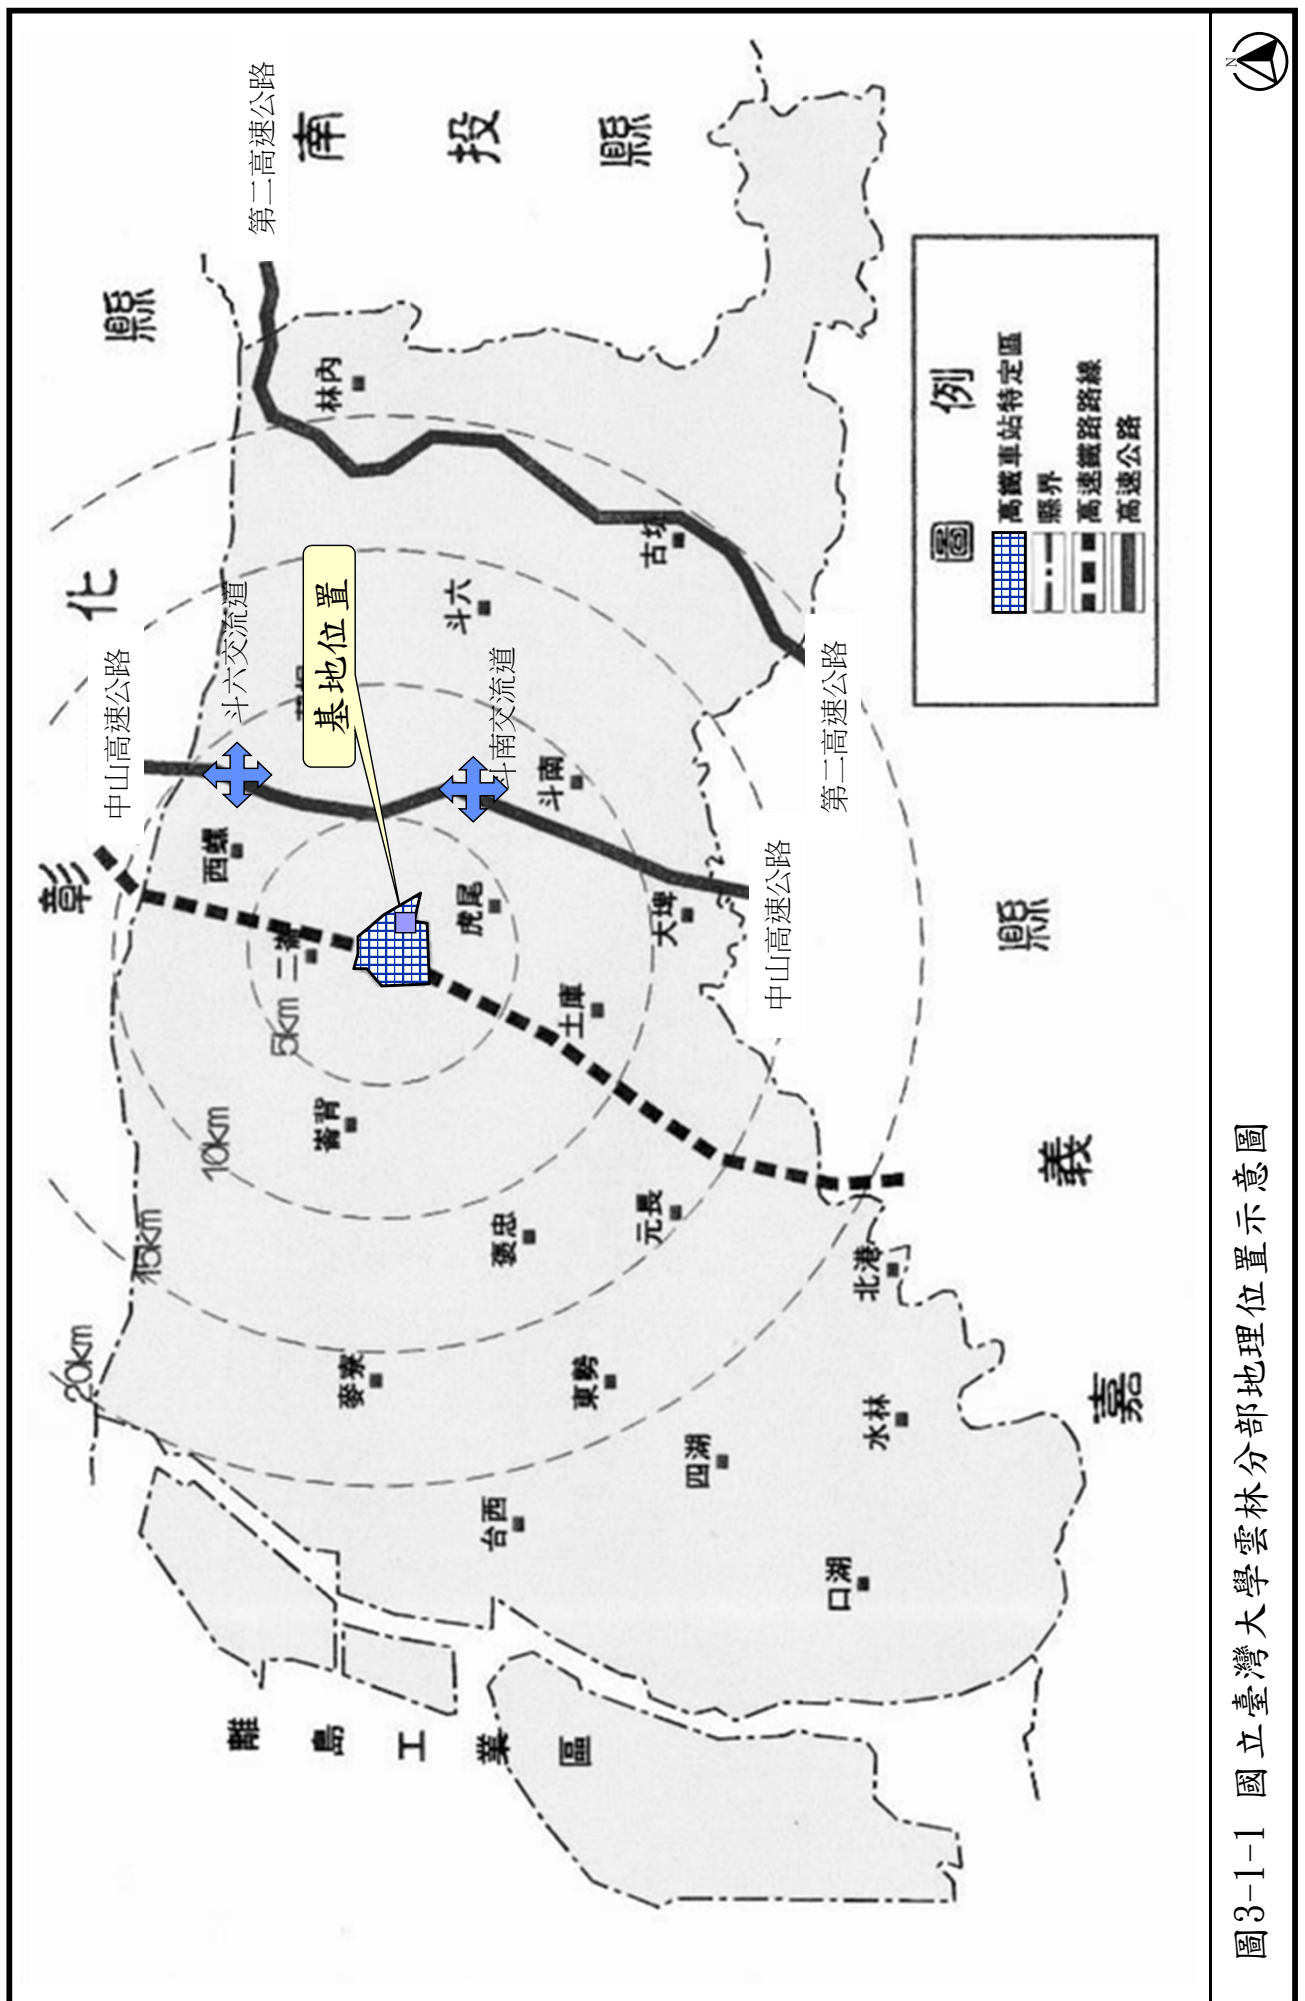 N
彰
化
縣
南
投
縣
嘉
義
縣
第二高速公路
中山高速公路
斗六交流道
斗南交流道
基地位置
第二高速公路
中山高速公路
林內
古坑
斗六
斗南
西螺
虎尾
大埤
二崙
土庫
崙背
褒忠
元長
北港
麥寮
東勢
四湖
水林
台西
口湖
5km
10km
15km
20km
離島工業區
圖例
高鐵車站特定區
縣界
高速鐵路路線
高速公路
圖3-1-1 國立臺灣大學雲林分部地理位置示意圖